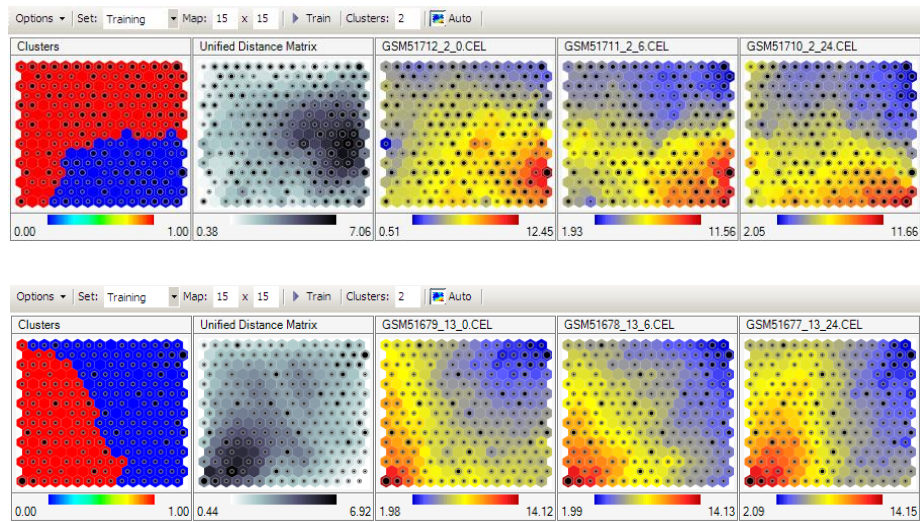 Options Set: Training Map: 15 x 15 Train Clusters: 2 Auto
Clusters Unified Distance Matrix GSM51712_2_0.CEL GSM51711_2_6.CEL GSM51710_2_24.CEL
0.00 1.00 0.38 7.06 0.51 12.45 1.93 11.56 2.05 11.66
Options Set: Training Map: 15 x 15 Train Clusters: 2 Auto
Clusters Unified Distance Matrix GSM51679_13_0.CEL GSM51678_13_6.CEL GSM51677_13_24.CEL
0.00 1.00 0.44 6.92 1.98 14.12 1.99 14.13 2.09 14.15